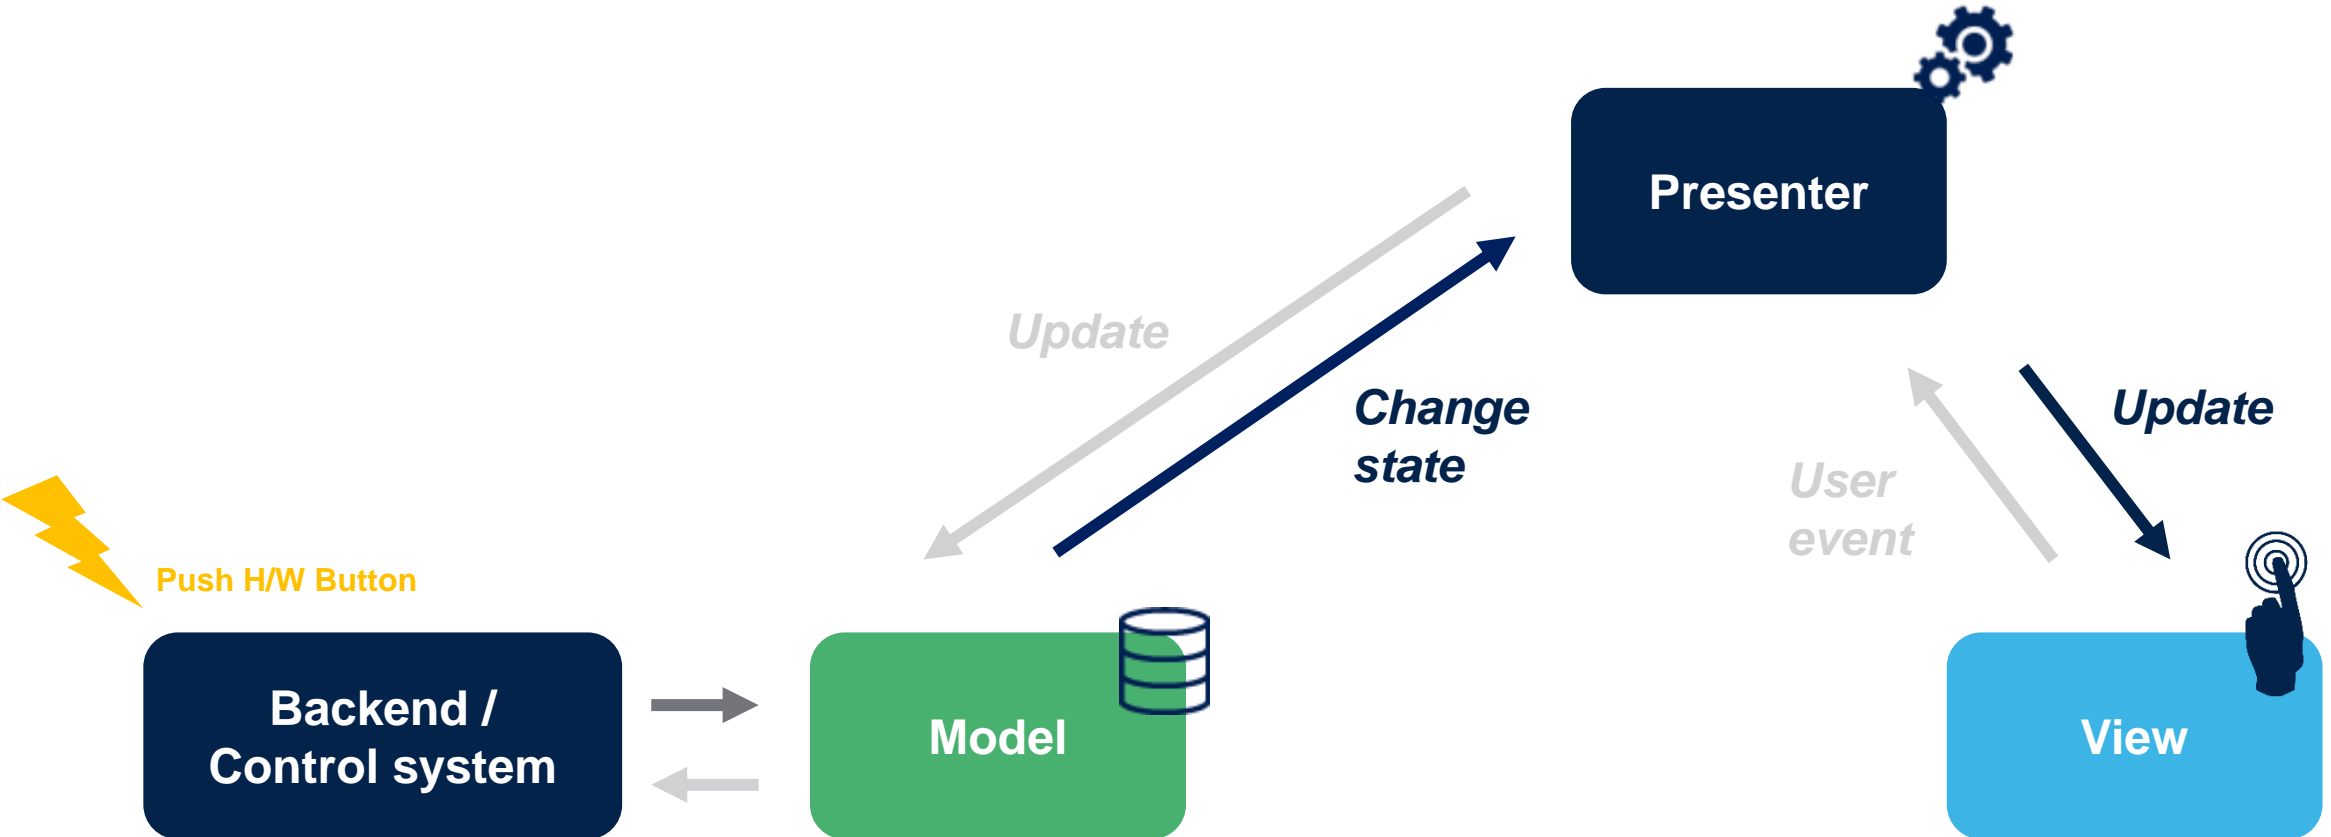 Presenter
Update
Change
state
Update
User
event
Push H/W Button
Backend /
Control system
Model
View